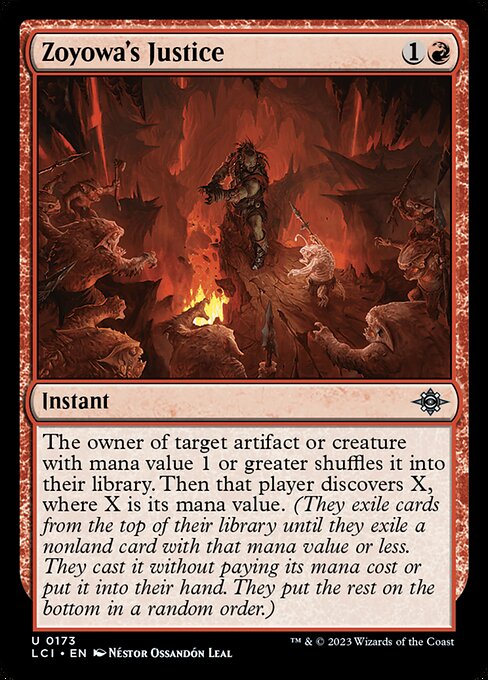 Zoyowa's Justice
1
Instant
The owner of target artifact or creature
with mana value 1 or greater shuffles it into
their library. Then that player discovers X,
where X is its mana value. (They exile cards
from the top of their library until they exile a
nonland card with that mana value or less.
They cast it without paying its mana cost or
put it into their hand. They put the rest on the
bottom in a random order.)
U 0173
LCI • EN Néstor Ossandón Leal
™ & © 2023 Wizards of the Coast